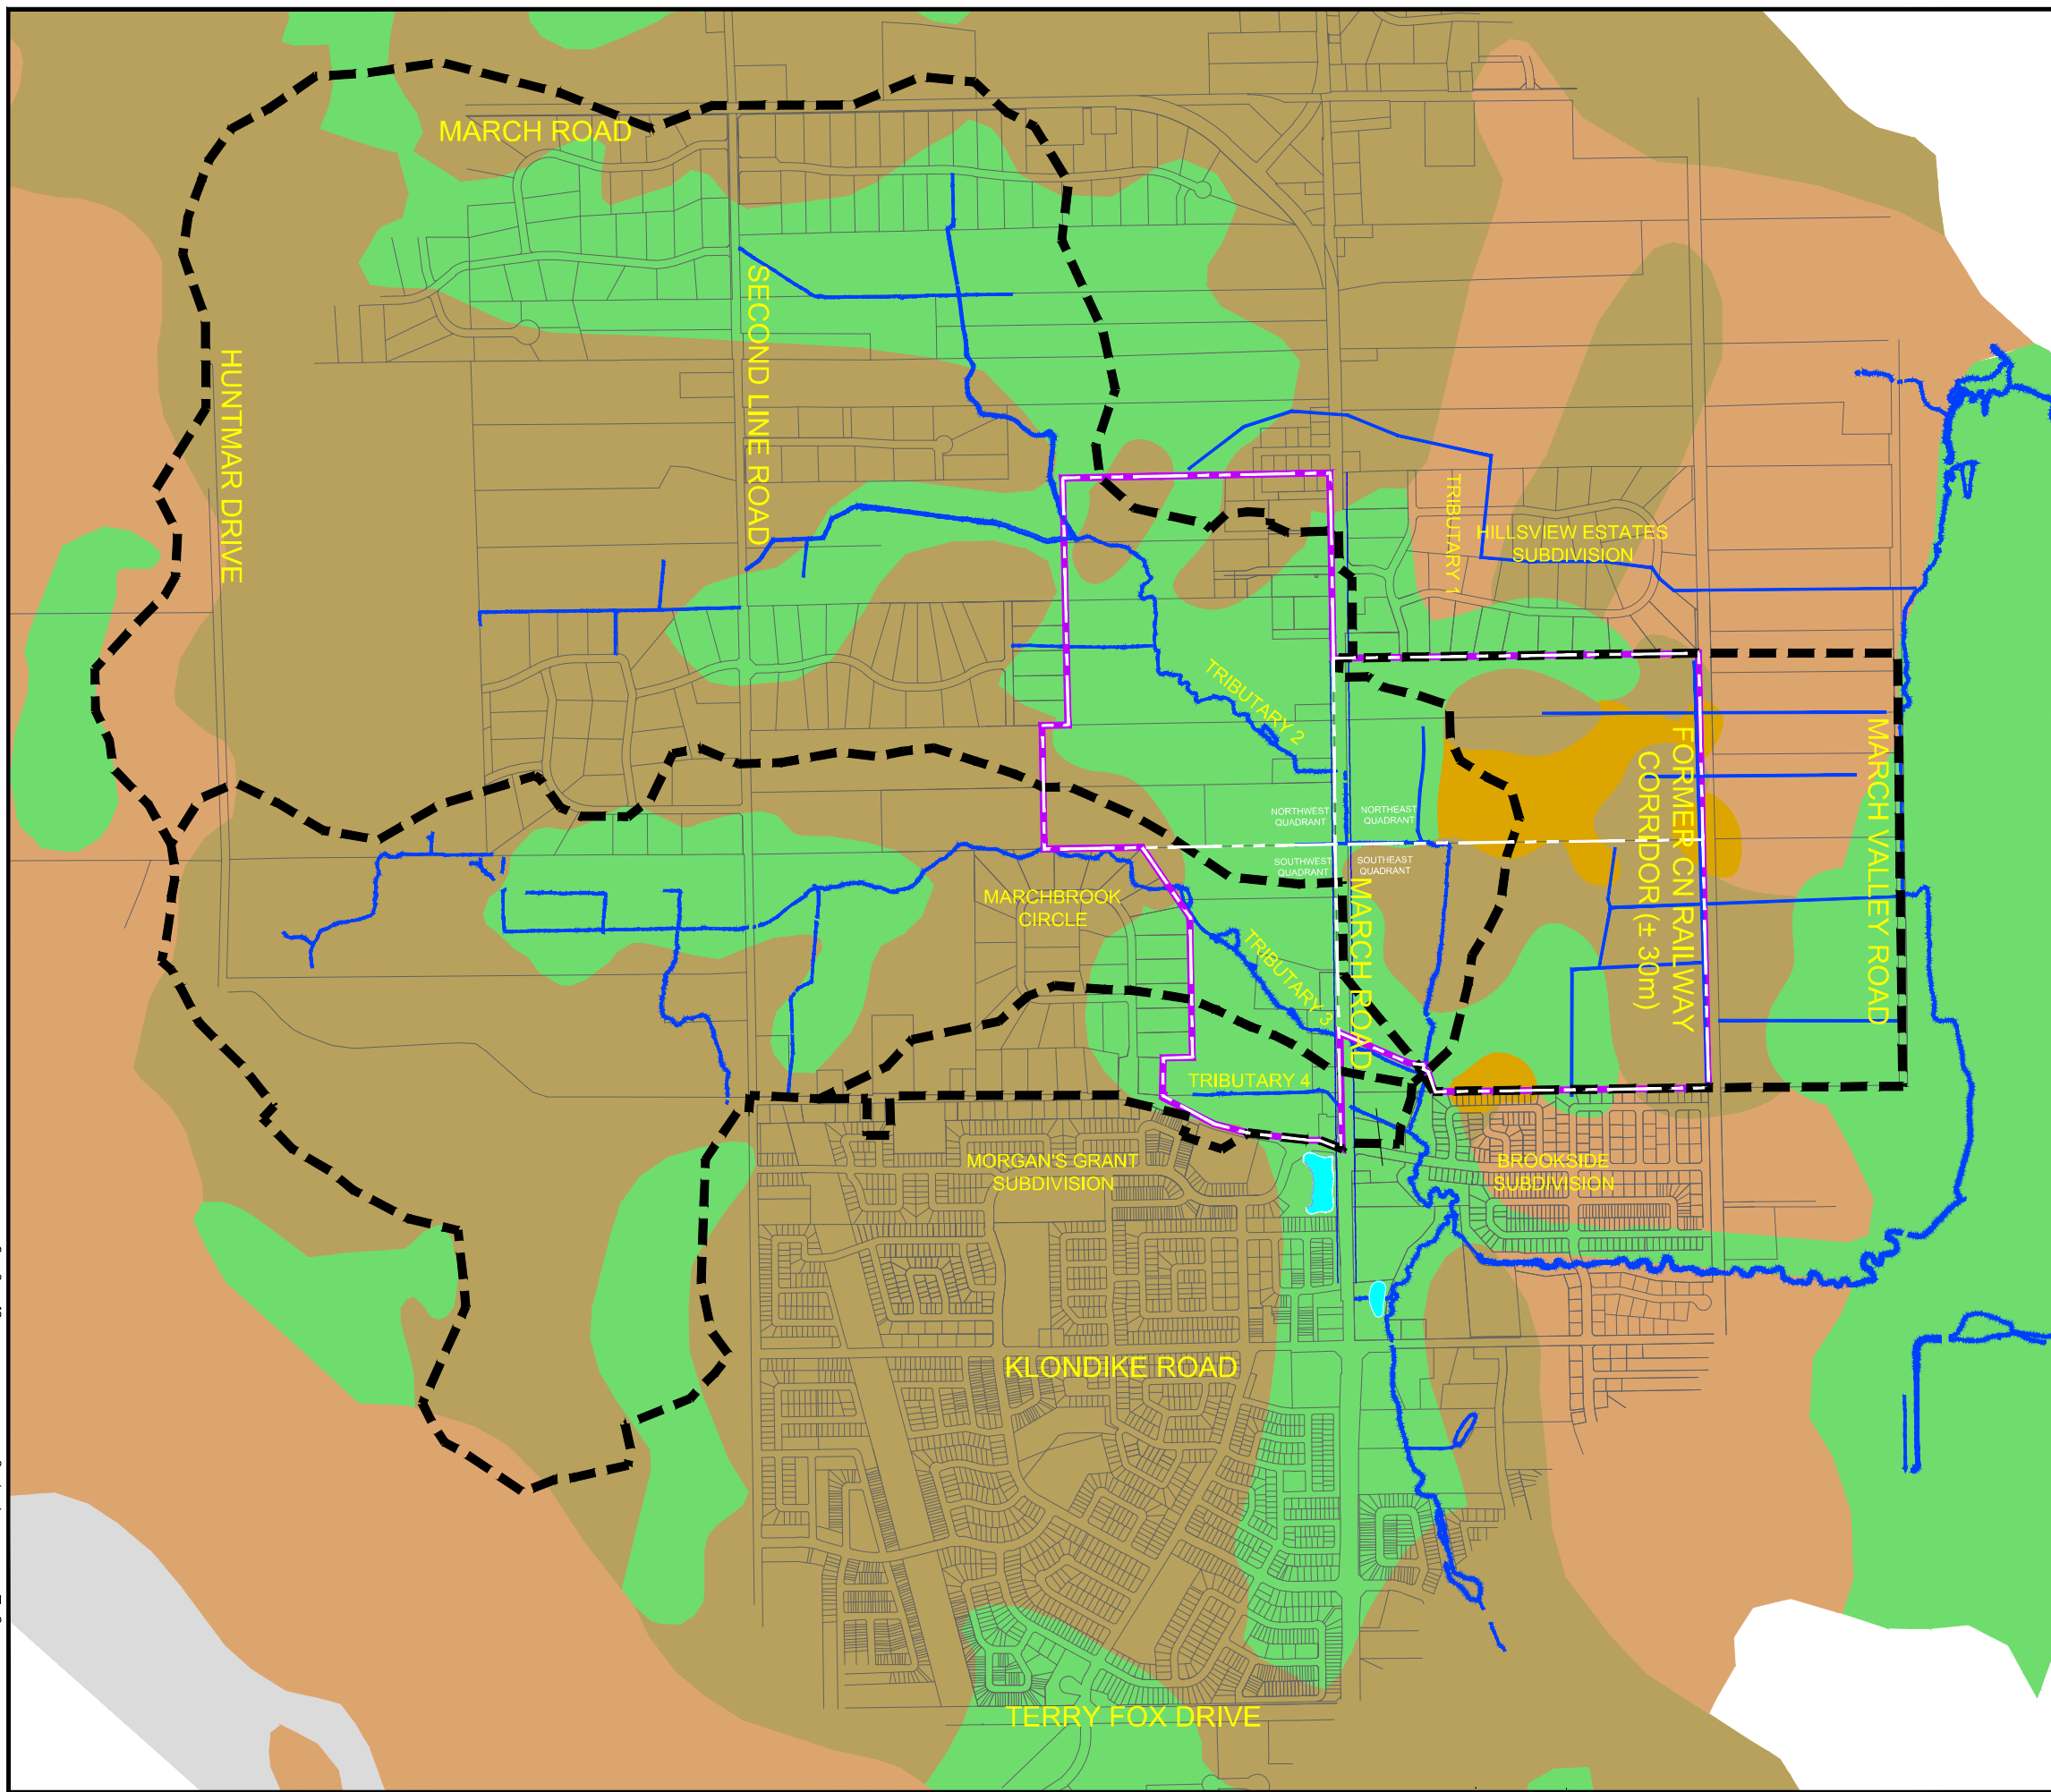 MARCH ROAD
SECOND LINE ROAD
HUNTMAR DRIVE
TRIBUTARY 1
HILLSVIEW ESTATES
SUBDIVISION
TRIBUTARY 2
FORMER CN RAILWAY
CORRIDOR (± 30m)
MARCH VALLEY ROAD
NORTHWEST
QUADRANT
NORTHEAST
QUADRANT
SOUTHWEST
QUADRANT
SOUTHEAST
QUADRANT
MARCHBROOK
CIRCLE
MARCH ROAD
TRIBUTARY 3
TRIBUTARY 4
MORGAN'S GRANT
SUBDIVISION
BROOKSIDE
SUBDIVISION
KLONDIKE ROAD
TERRY FOX DRIVE